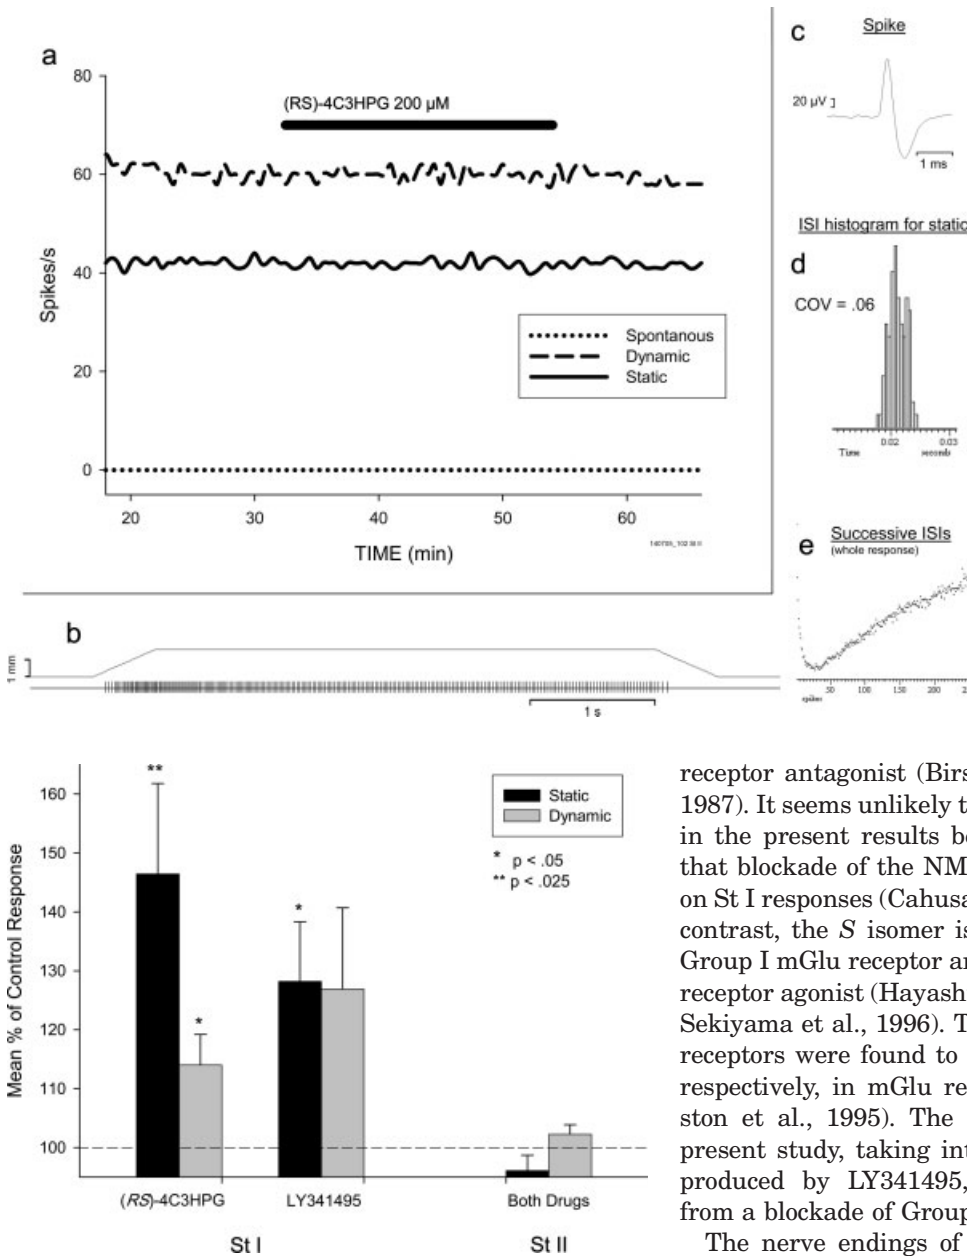 a
80
60
40
20
0
Spikes/s
(RS)-4C3HPG 200 µM
Spontanous
Dynamic
Static
20 30 40 50 60
TIME (min)
c
Spike
20 µV
1 ms
ISI histogram for static
d
COV = .06
0.02 0.03
Time seconds
e
Successive ISIs
(whole response)
50 100 150 200
spikes
b
1 mm
1 s
Mean % of Control Response
160
150
140
130
120
110
100
**
*
*
Static
Dynamic
* p < .05
** p < .025
(RS)-4C3HPG LY341495 Both Drugs
St I St II
receptor antagonist (Birs
1987). It seems unlikely t
in the present results be
that blockade of the NM
on St I responses (Cahusa
contrast, the S isomer is
Group I mGlu receptor an
receptor agonist (Hayash
Sekiyama et al., 1996). T
receptors were found to
respectively, in mGlu re
ston et al., 1995). The
present study, taking int
produced by LY341495,
from a blockade of Group
The nerve endings of